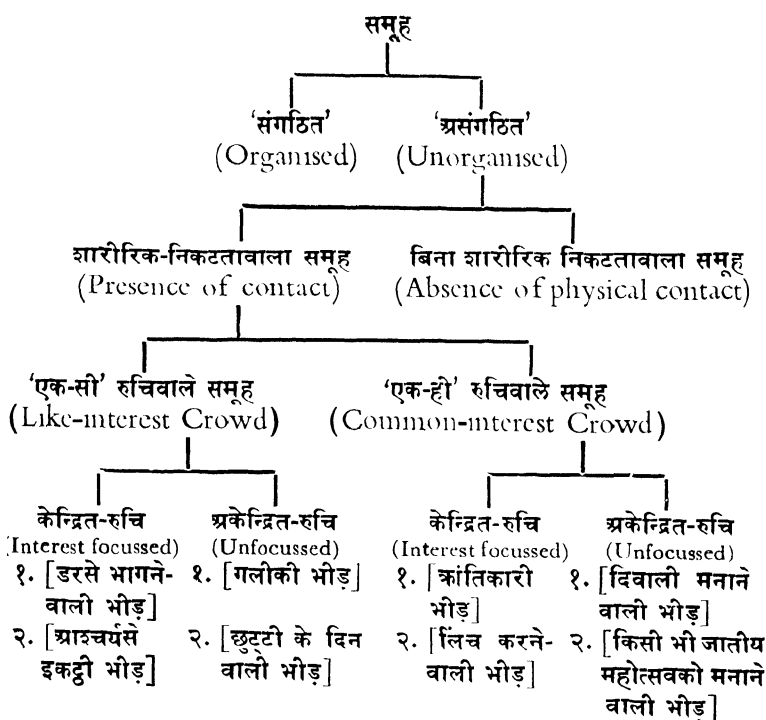 समूह
'संगठित' 'असंगठित'
(Organised) (Unorganised)
शारीरिक-निकटतावाला समूह बिना शारीरिक निकटतावाला समूह
(Presence of contact) (Absence of physical contact)
'एक-सी' रुचिवाले समूह 'एक-ही' रुचिवाले समूह
(Like-interest Crowd) (Common-interest Crowd)
केन्द्रित-रुचि अकेन्द्रित-रुचि केन्द्रित-रुचि अकेन्द्रित-रुचि
(Interest focussed) (Unfocussed) (Interest focussed) (Unfocussed)
१. [डरसे भागने- १. [गलीकी भीड़] १. [क्रांतिकारी १. [दिवाली मनाने
वाली भीड़] भीड़] वाली भीड़]
२. [आश्चर्यसे २. [छुट्टी के दिन २. [लिंच करने- २. [किसी भी जातीय
इकट्ठी भीड़] वाली भीड़] वाली भीड़] महोत्सवको मनाने
वाली भीड़]